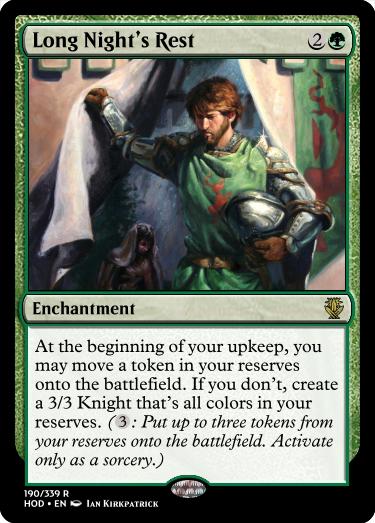 Long Night's Rest 2
Enchantment
At the beginning of your upkeep, you
may move a token in your reserves
onto the battlefield. If you don't, create
a 3/3 Knight that's all colors in your
reserves. (3: Put up to three tokens from
your reserves onto the battlefield. Activate
only as a sorcery.)
190/339 R
HOD • EN Ian Kirkpatrick